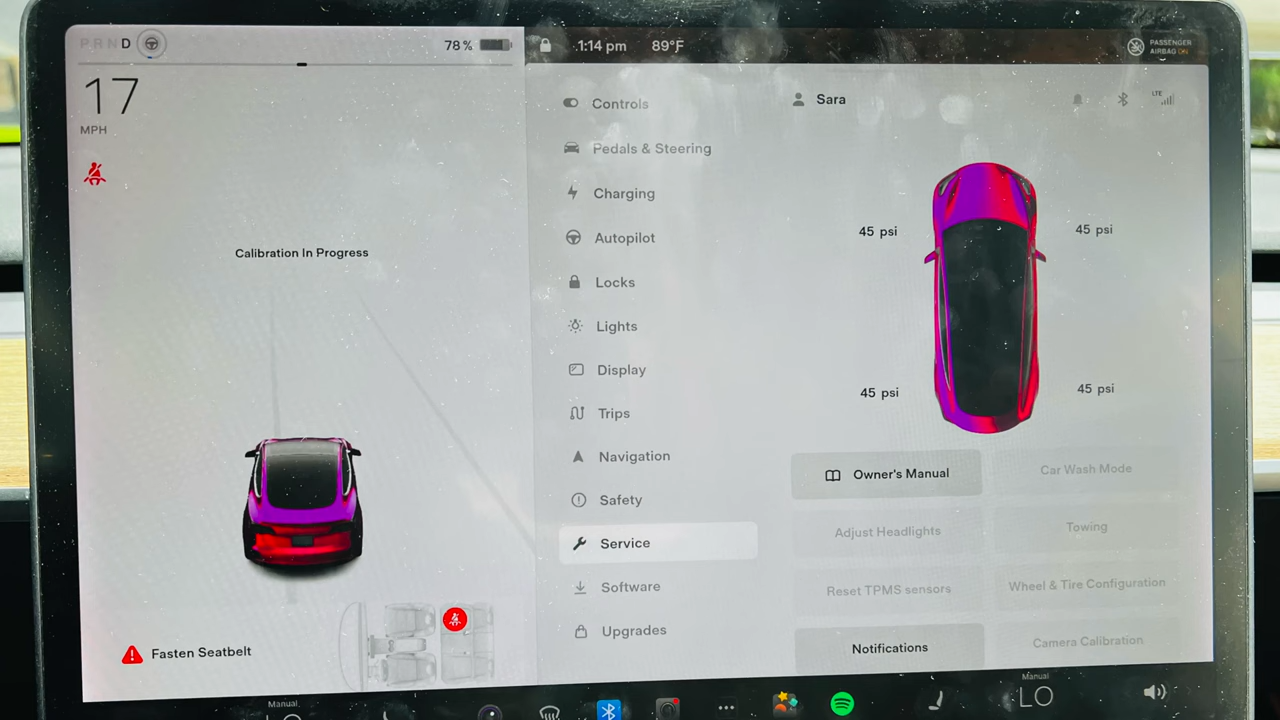 PRND
78%
1:14 pm
89°F
PASSENGER
AIRBAG ON
17
MPH
Calibration In Progress
Fasten Seatbelt
Controls
Pedals & Steering
Charging
Autopilot
Locks
Lights
Display
Trips
Navigation
Safety
Service
Software
Upgrades
Sara
LTE
45 psi
45 psi
45 psi
45 psi
Owner's Manual
Car Wash Mode
Adjust Headlights
Towing
Reset TPMS sensors
Wheel & Tire Configuration
Notifications
Camera Calibration
Manual
Manual
LO